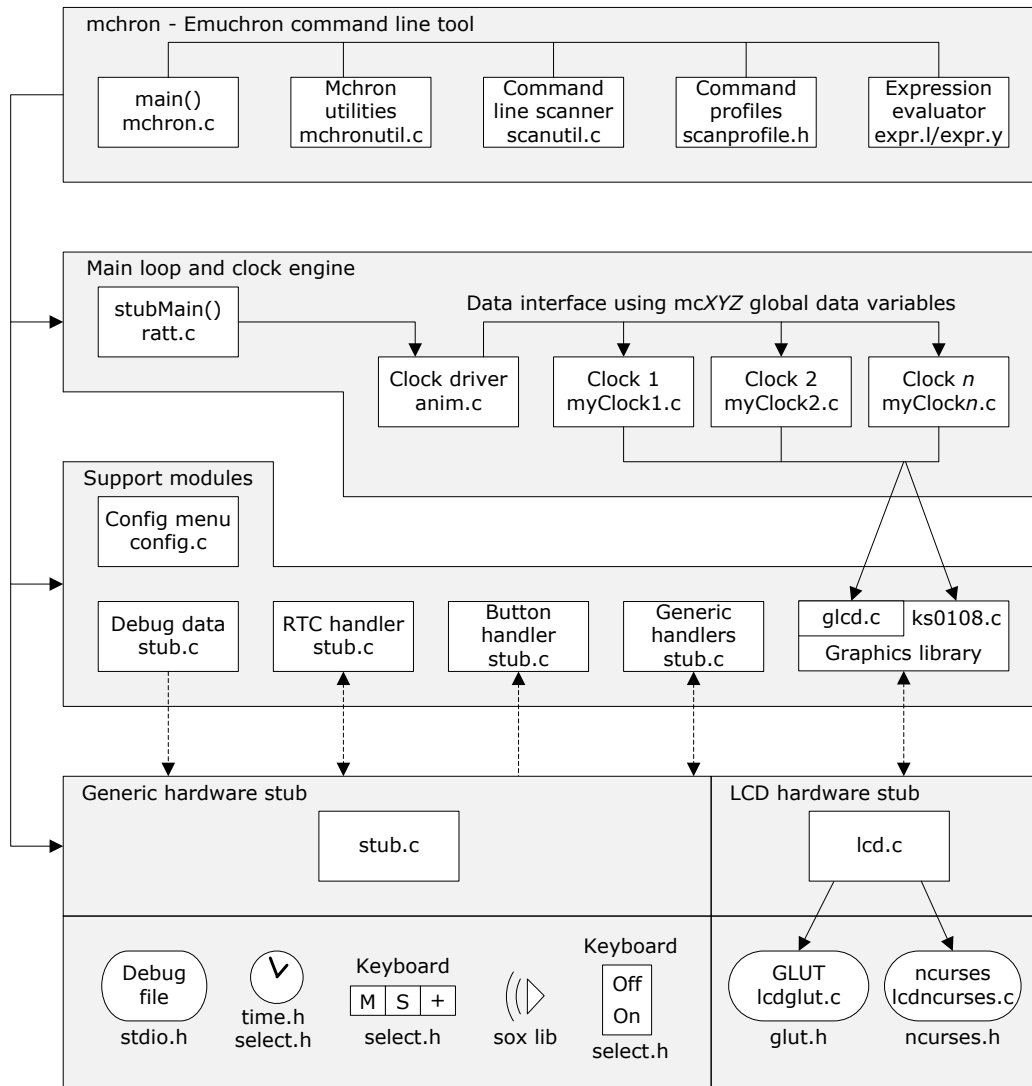 mchron - Emuchron command line tool
main()
mchron.c
Mchron
utilities
mchronutil.c
Command
line scanner
scanutil.c
Command
profiles
scanprofile.h
Expression
evaluator
expr.l/expr.y
Main loop and clock engine
stubMain()
ratt.c
Data interface using mcXYZ global data variables
Clock driver
anim.c
Clock 1
myClock1.c
Clock 2
myClock2.c
Clock n
myClockn.c
Support modules
Config menu
config.c
Debug data
stub.c
RTC handler
stub.c
Button
handler
stub.c
Generic
handlers
stub.c
glcd.c
ks0108.c
Graphics library
Generic hardware stub
stub.c
LCD hardware stub
lcd.c
Debug
file
stdio.h
time.h
select.h
Keyboard
M S +
select.h
sox lib
Keyboard
Off
On
select.h
GLUT
lcdglut.c
glut.h
ncurses
lcdncurses.c
ncurses.h